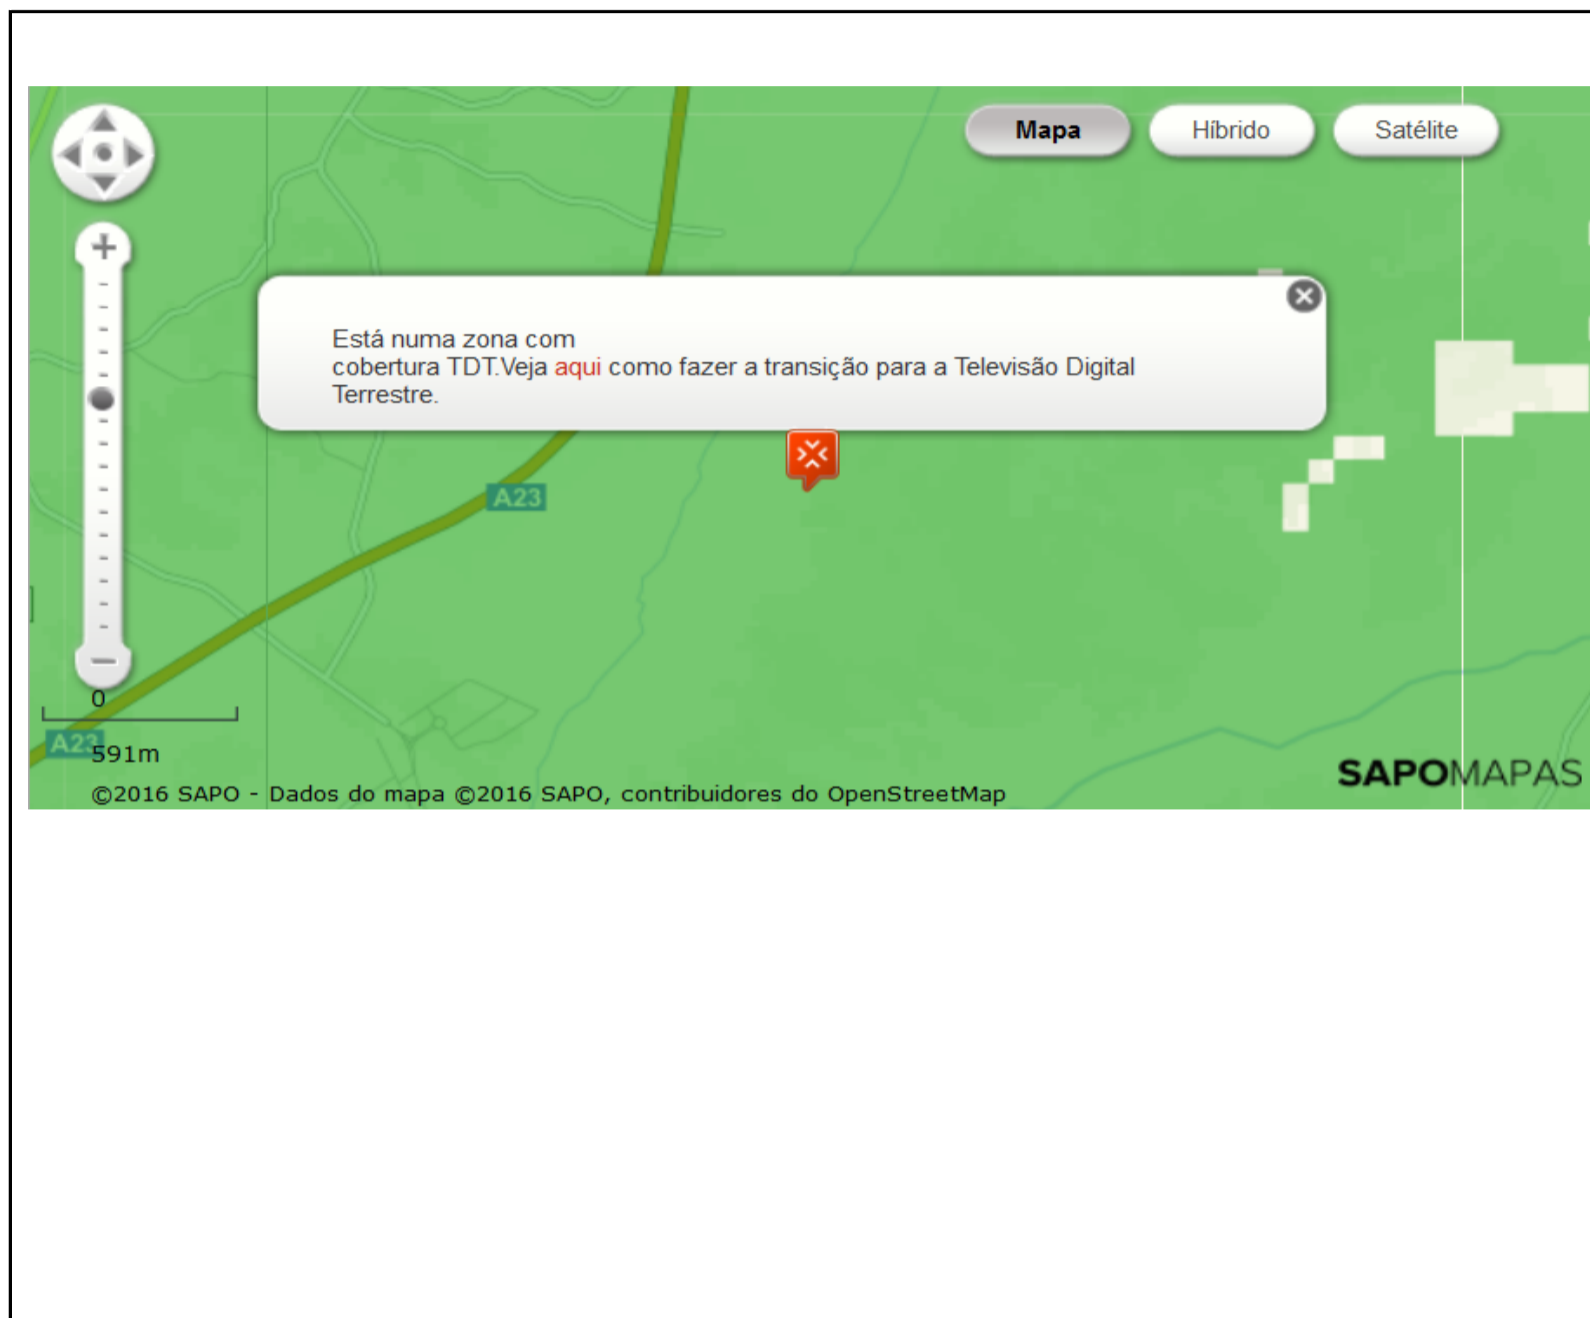 Mapa Híbrido Satélite
Está numa zona com
cobertura TDT.Veja aqui como fazer a transição para a Televisão Digital
Terrestre.
A23
0
A23
591m
SAPOMAPAS
©2016 SAPO - Dados do mapa ©2016 SAPO, contribuidores do OpenStreetMap